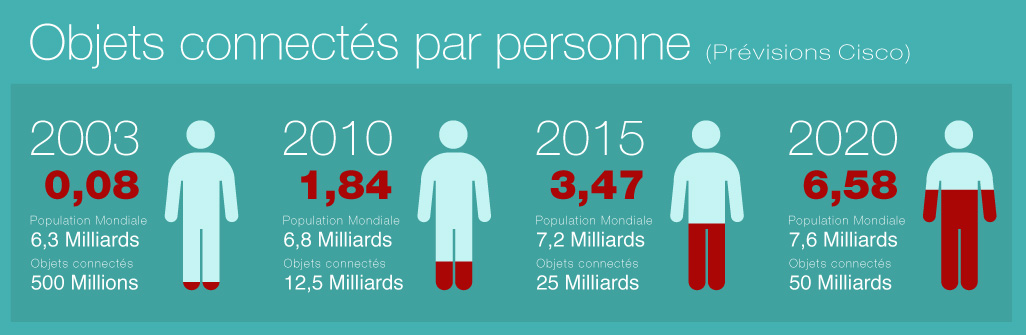 Objets connectés par personne (Prévisions Cisco)
2003
0,08
Population Mondiale
6,3 Milliards
Objets connectés
500 Millions
2010
1,84
Population Mondiale
6,8 Milliards
Objets connectés
12,5 Milliards
2015
3,47
Population Mondiale
7,2 Milliards
Objets connectés
25 Milliards
2020
6,58
Population Mondiale
7,6 Milliards
Objets connectés
50 Milliards